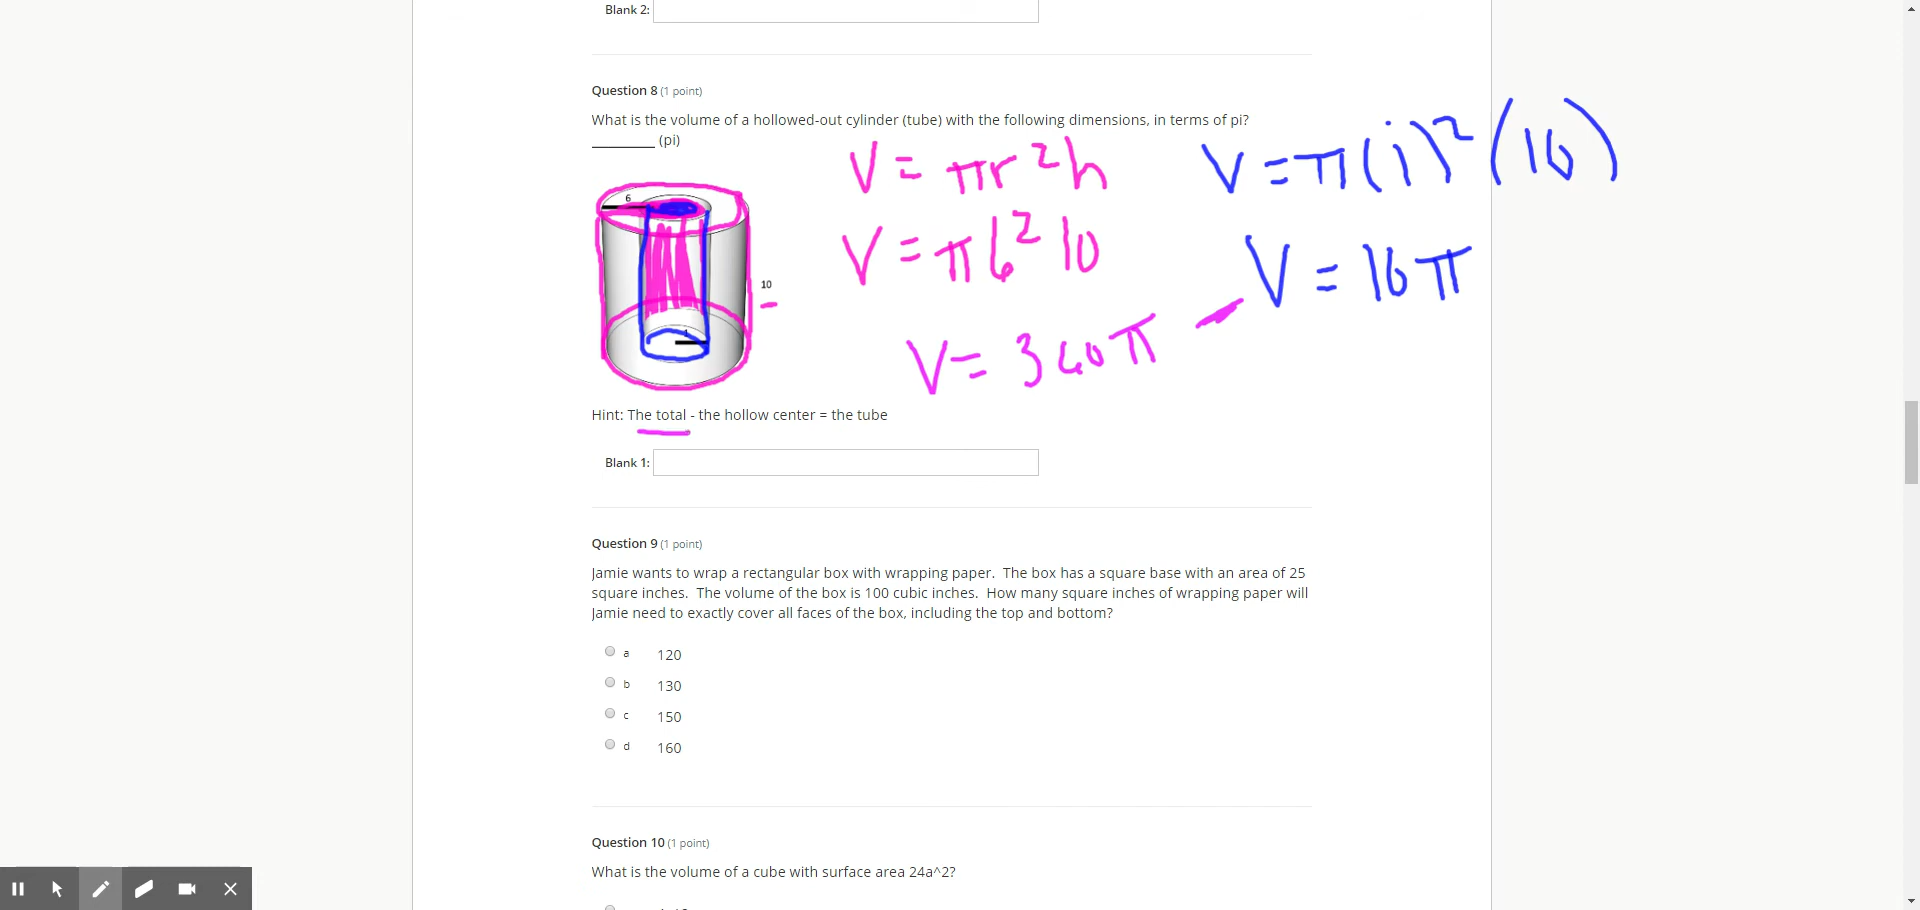 Blank 2:
Question 8 (1 point)
What is the volume of a hollowed-out cylinder (tube) with the following dimensions, in terms of pi?
________ (pi)
6
10
V = πr²h
V = π6²10
V = 360π -
V = π(1)²(10)
V = 10π
Hint: The total - the hollow center = the tube
Blank 1:
Question 9 (1 point)
Jamie wants to wrap a rectangular box with wrapping paper. The box has a square base with an area of 25
square inches. The volume of the box is 100 cubic inches. How many square inches of wrapping paper will
Jamie need to exactly cover all faces of the box, including the top and bottom?
a 120
b 130
c 150
d 160
Question 10 (1 point)
What is the volume of a cube with surface area 24a^2?